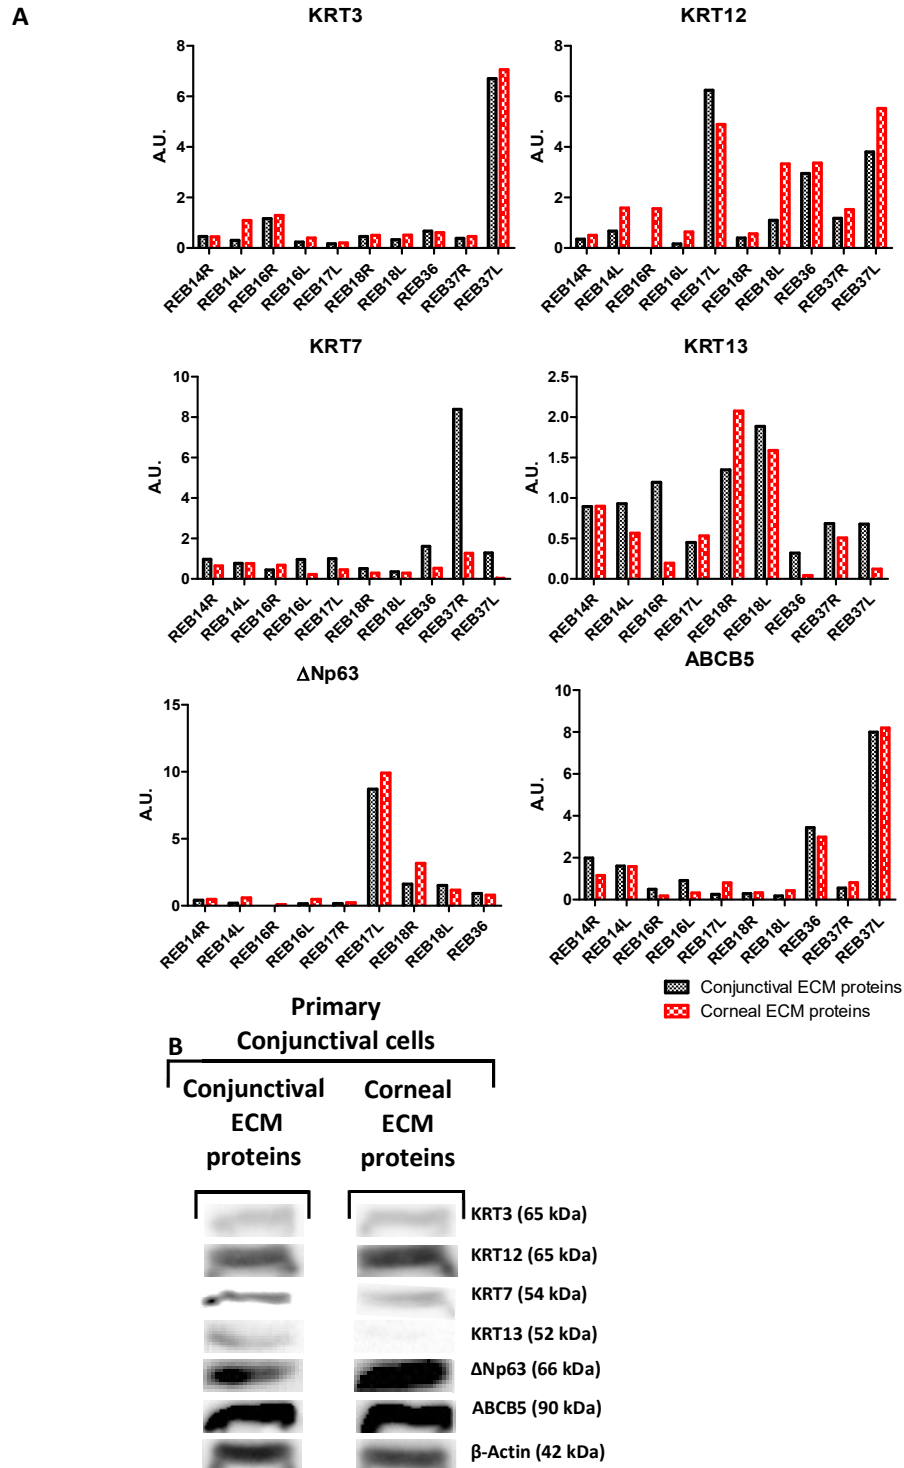 A
KRT3
A.U.
8
6
4
2
0
REB14R
REB14L
REB16R
REB16L
REB17L
REB18R
REB18L
REB36
REB37R
REB37L
KRT12
A.U.
8
6
4
2
0
REB14R
REB14L
REB16R
REB16L
REB17L
REB18R
REB18L
REB36
REB37R
REB37L
KRT7
A.U.
10
8
6
4
2
0
REB14R
REB14L
REB16R
REB16L
REB17L
REB18R
REB18L
REB36
REB37R
REB37L
KRT13
A.U.
2.5
2.0
1.5
1.0
0.5
0.0
REB14R
REB14L
REB16R
REB17L
REB18R
REB18L
REB36
REB37R
REB37L
ΔNp63
A.U.
15
10
5
0
REB14R
REB14L
REB16R
REB16L
REB17R
REB17L
REB18R
REB18L
REB36
ABCB5
A.U.
10
8
6
4
2
0
REB14R
REB14L
REB16R
REB16L
REB17L
REB18R
REB18L
REB36
REB37R
REB37L
Conjunctival ECM proteins
Corneal ECM proteins
B
Primary
Conjunctival cells
Conjunctival
ECM
proteins
Corneal
ECM
proteins
KRT3 (65 kDa)
KRT12 (65 kDa)
KRT7 (54 kDa)
KRT13 (52 kDa)
ΔNp63 (66 kDa)
ABCB5 (90 kDa)
β-Actin (42 kDa)